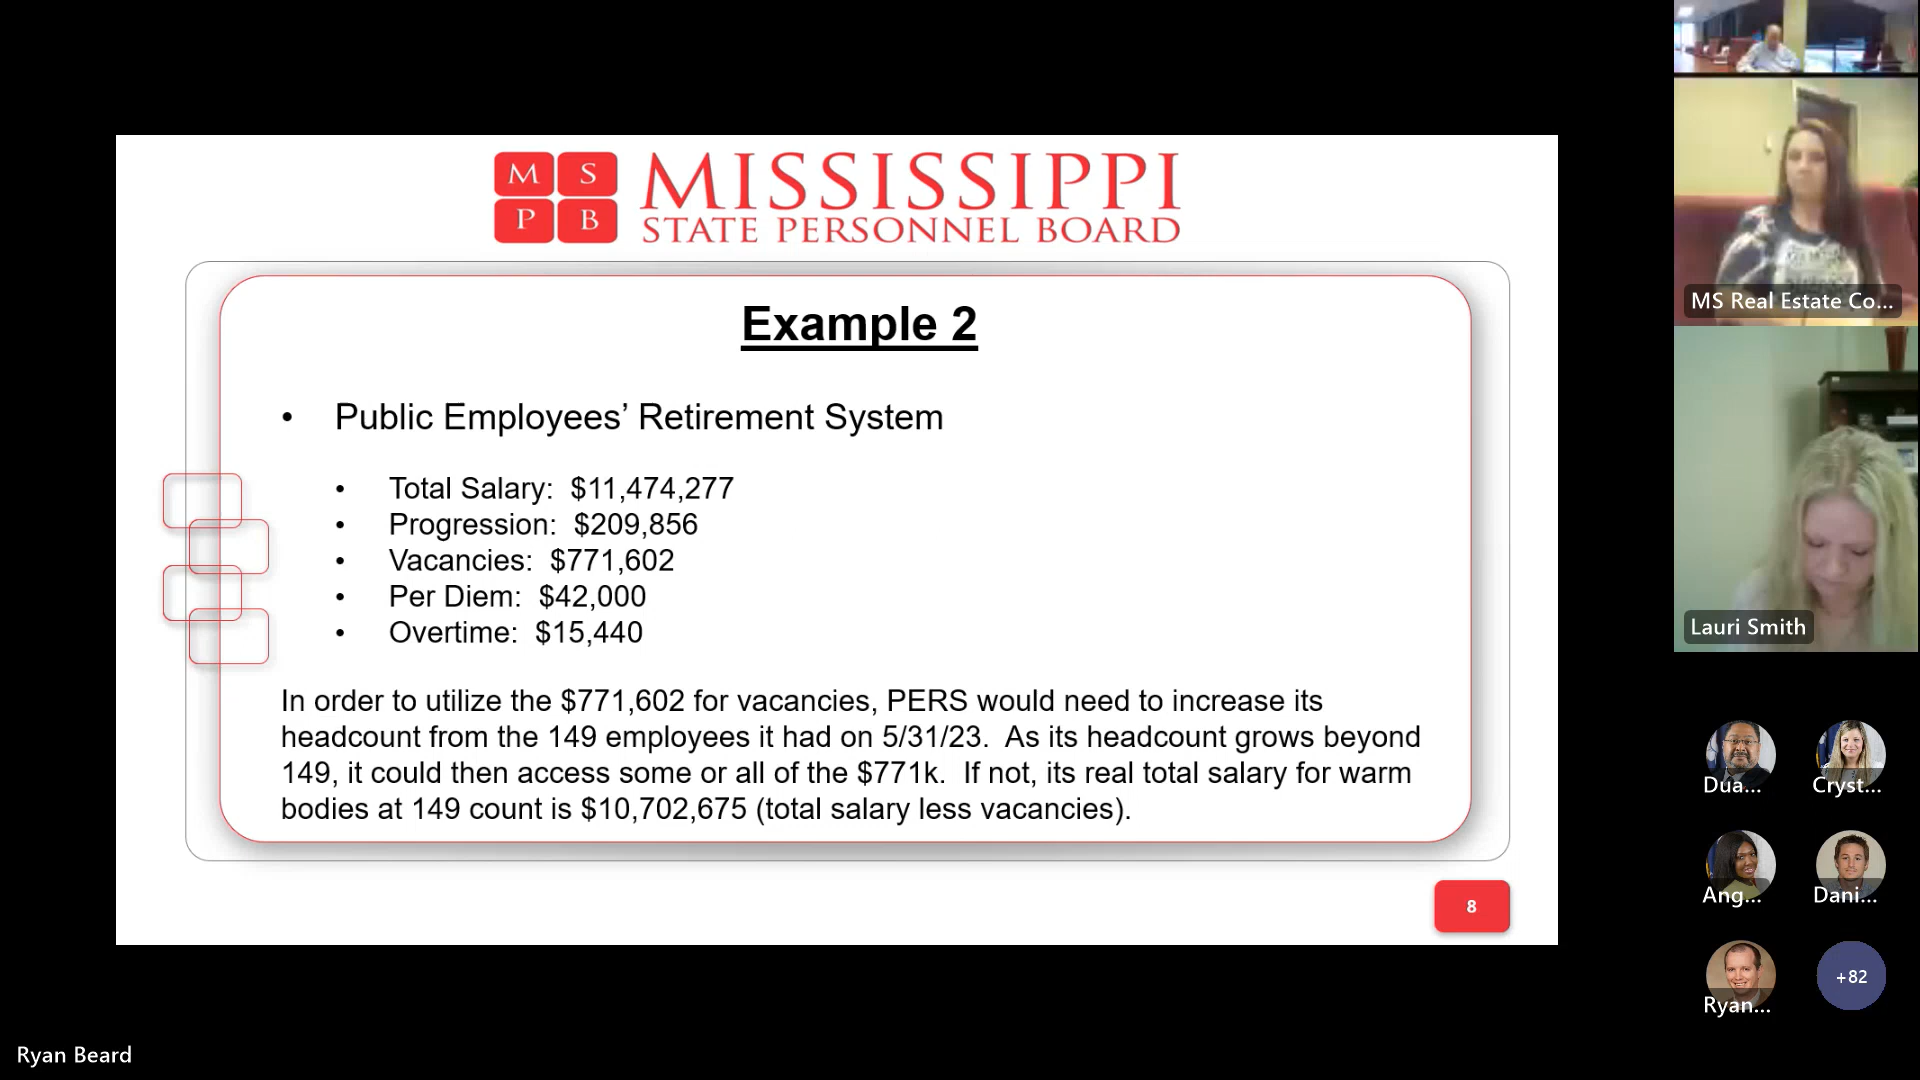 M S
P B
MISSISSIPPI
STATE PERSONNEL BOARD
Example 2
• Public Employees’ Retirement System
• Total Salary: $11,474,277
• Progression: $209,856
• Vacancies: $771,602
• Per Diem: $42,000
• Overtime: $15,440
In order to utilize the $771,602 for vacancies, PERS would need to increase its
headcount from the 149 employees it had on 5/31/23. As its headcount grows beyond
149, it could then access some or all of the $771k. If not, its real total salary for warm
bodies at 149 count is $10,702,675 (total salary less vacancies).
8
MS Real Estate Co...
Lauri Smith
Dua... Cryst...
Ang... Dani...
Ryan... +82
Ryan Beard